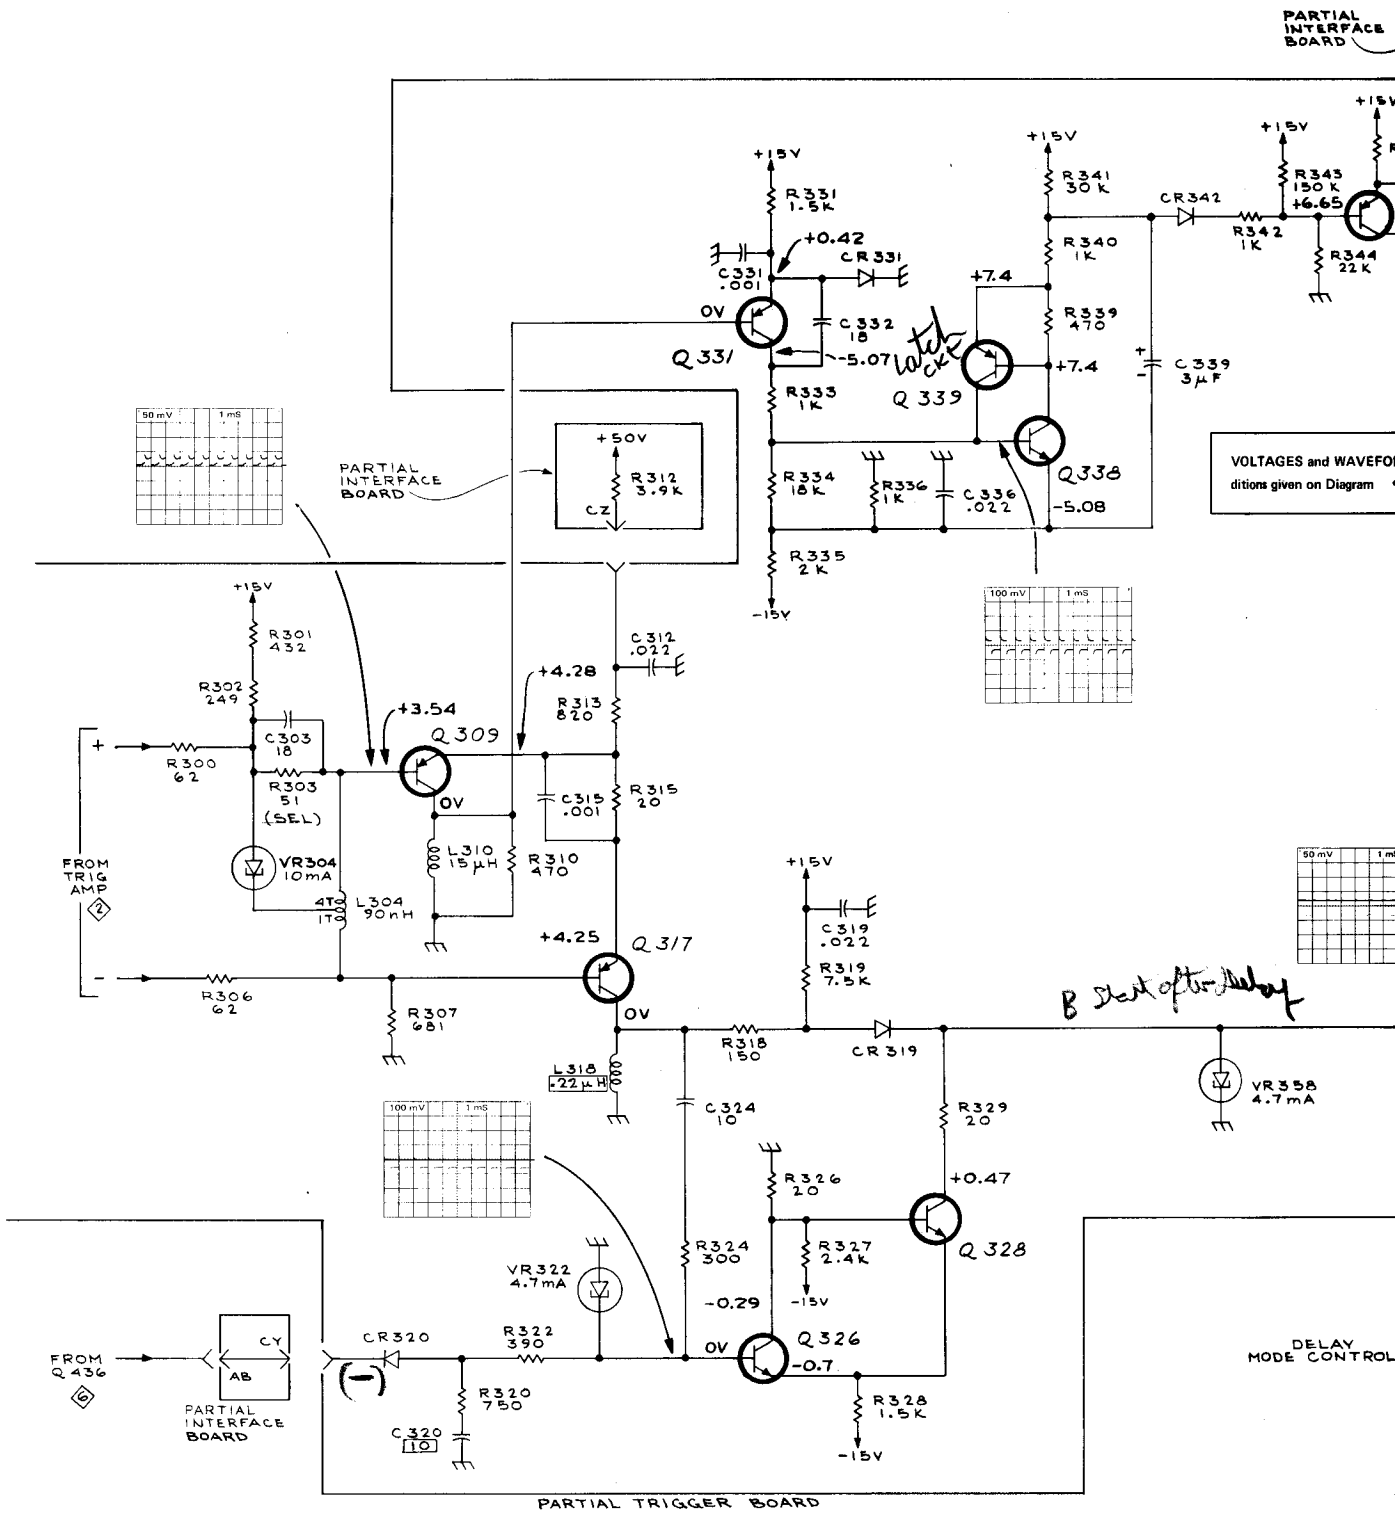 PARTIAL
INTERFACE
BOARD
+15V
R331
1.5K
+0.42
C331
.001
CR331
0V
Q331
C332
18
-5.07
R333
1K
R334
18K
R335
2K
-15V
R336
1K
C336
.022
latch
CKT
Q339
+7.4
+7.4
+15V
R341
30K
R340
1K
R339
470
Q338
-5.08
C339
3µF
+
-
CR342
R342
1K
+15V
R343
150K
+6.65
R344
22K
+15V
VOLTAGES and WAVEFO
ditions given on Diagram
100 mV
1 mS
50 mV
1 mS
PARTIAL
INTERFACE
BOARD
+50V
R312
3.9K
CZ
+15V
R301
432
R302
249
C303
18
R303
51
(SEL)
+
R300
62
FROM
TRIG
AMP
2
-
R306
62
VR304
10mA
4T
1T
L304
90nH
R307
681
+3.54
Q309
0V
L310
15µH
R310
470
+4.28
C312
.022
R313
820
C315
.001
R315
20
+4.25
Q317
0V
L318
.22µH
R318
150
+15V
C319
.022
R319
7.5K
CR319
B Start after Delay
50 mV
VR358
4.7mA
C324
10
R324
300
100 mV
1 mS
R326
20
R327
2.4K
-15V
R329
20
+0.47
Q328
-0.29
Q326
0V
-0.7
R328
1.5K
-15V
VR322
4.7mA
R322
390
CR320
(-)
R320
750
C320
10
FROM
Q436
6
CY
AB
PARTIAL
INTERFACE
BOARD
DELAY
MODE CONTROL
PARTIAL TRIGGER BOARD